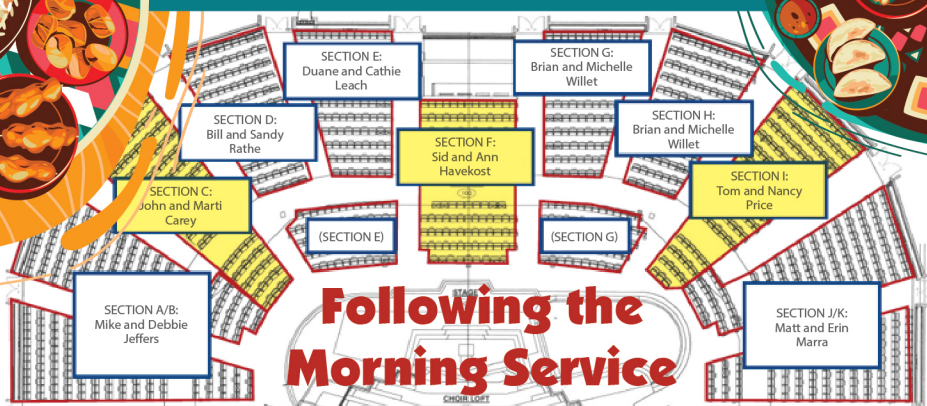 SECTION E:
Duane and Cathie
Leach
SECTION G:
Brian and Michelle
Willet
SECTION D:
Bill and Sandy
Rathe
SECTION F:
Sid and Ann
Havekost
SECTION H:
Brian and Michelle
Willet
SECTION C:
John and Marti
Carey
SECTION I:
Tom and Nancy
Price
(SECTION E)
(SECTION G)
SECTION A/B:
Mike and Debbie
Jeffers
SECTION J/K:
Matt and Erin
Marra
STAGE
Following the
Morning Service
CHOIR LOFT